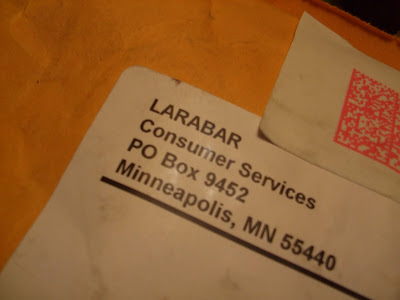 LARABAR
Consumer Services
PO Box 9452
Minneapolis, MN 55440